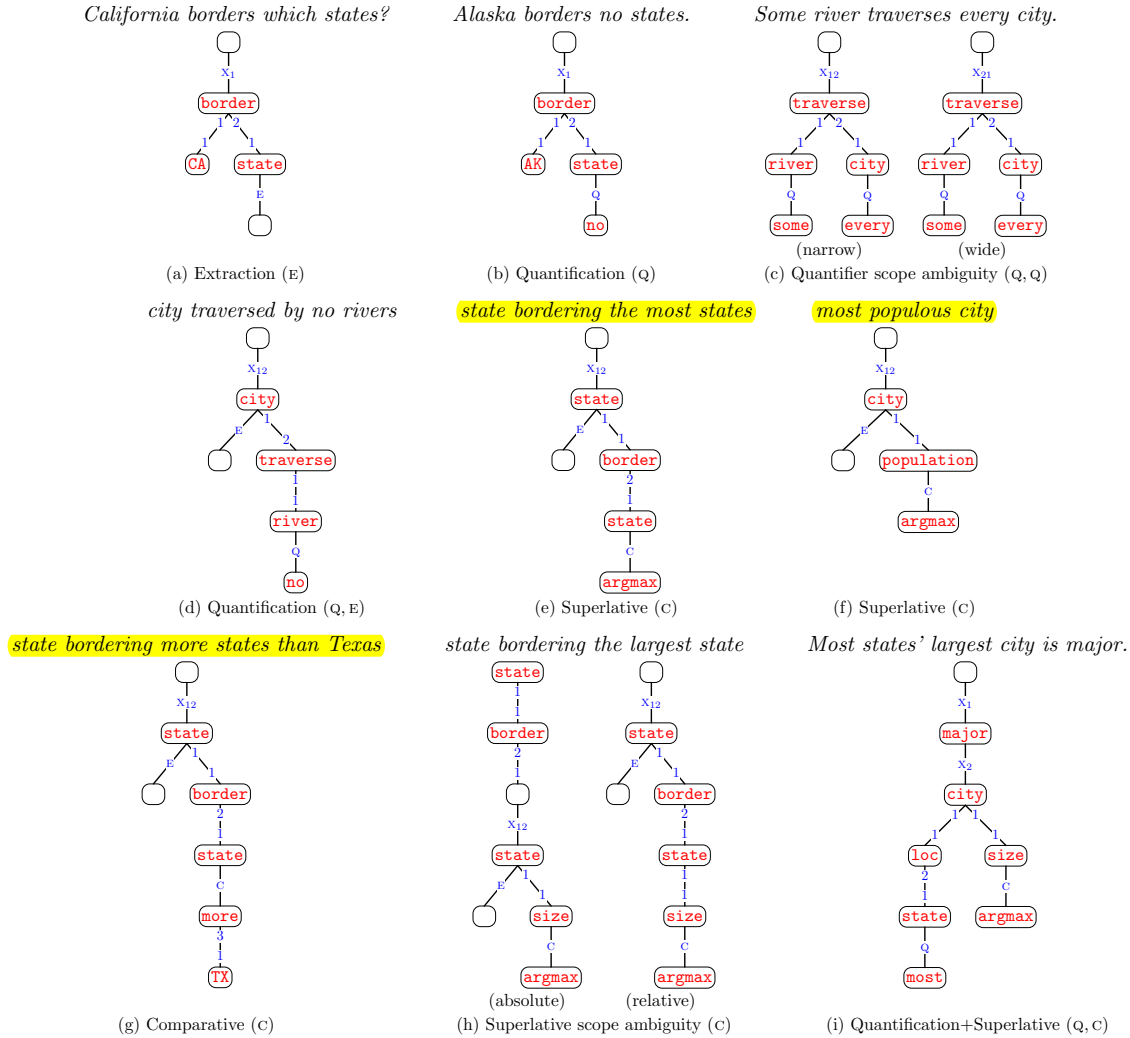 California borders which states?
Alaska borders no states.
Some river traverses every city.
X1
X1
X12
X21
border
border
traverse
traverse
1 2
1 2
1 2
1 2
1 1
1 1
1 1
1 1
CA state
AK state
river city
river city
E
Q
Q Q
Q Q
no
some every
some every
(narrow) (wide)
(a) Extraction (E)
(b) Quantification (Q)
(c) Quantifier scope ambiguity (Q, Q)
city traversed by no rivers
state bordering the most states
most populous city
X12
X12
X12
city
state
city
1
1
1
E 2
E 1
E 1
traverse
border
population
1
2
C
1
1
river
state
argmax
Q
C
no
argmax
(d) Quantification (Q, E)
(e) Superlative (C)
(f) Superlative (C)
state bordering more states than Texas
state bordering the largest state
Most states' largest city is major.
X12
state
1
1
X12
X1
state
border
state
major
1
2
1
X2
E 1
1
E 1
border
border
city
2
X12
2
1 1
1
1
1 1
state
state
state
loc size
C
1
1
2
C
E 1
1
1
more
size
size
state argmax
3
C
C
Q
1
TX
argmax
argmax
most
(absolute) (relative)
(g) Comparative (C)
(h) Superlative scope ambiguity (C)
(i) Quantification+Superlative (Q, C)